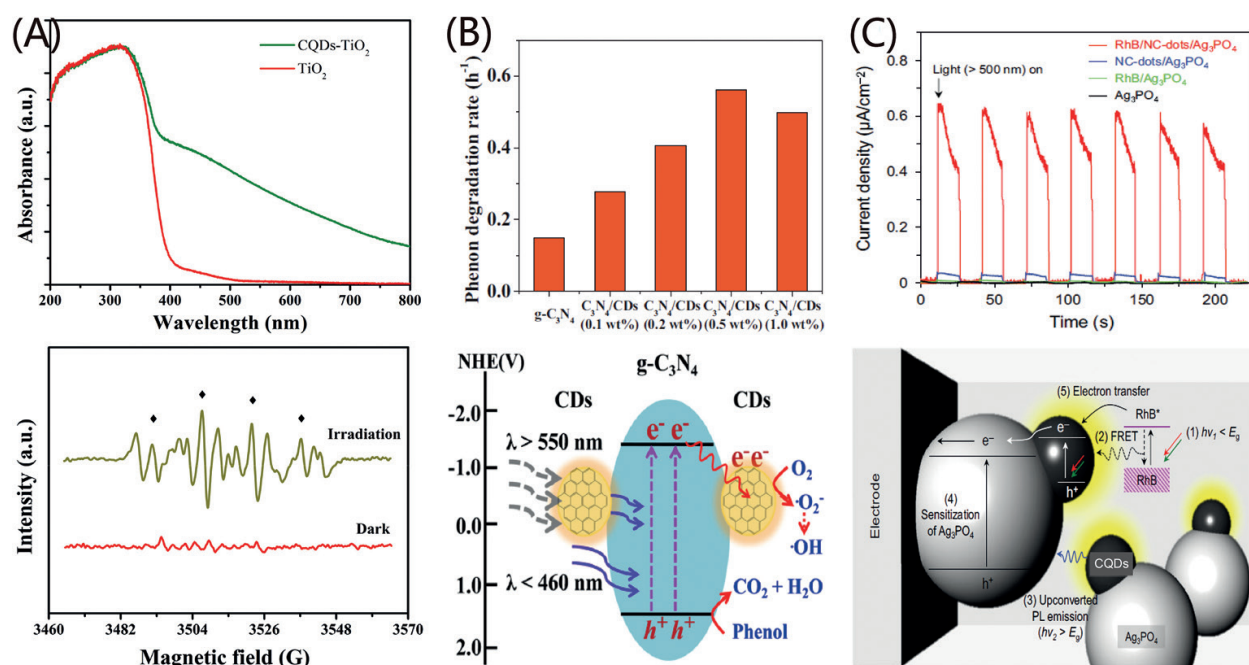 (A)
CQDs-TiO₂
TiO₂
Absorbance (a.u.)
200 300 400 500 600 700 800
Wavelength (nm)
Irradiation
Dark
Intensity (a.u.)
3460 3482 3504 3526 3548 3570
Magnetic field (G)
(B)
Phenon degradation rate (h⁻¹)
0.6
0.4
0.2
0.0
g-C₃N₄
C₃N₄/CDs (0.1 wt%)
C₃N₄/CDs (0.2 wt%)
C₃N₄/CDs (0.5 wt%)
C₃N₄/CDs (1.0 wt%)
NHE(V)
g-C₃N₄
-2.0
-1.0
0.0
1.0
2.0
CDs
CDs
λ > 550 nm
λ < 460 nm
e⁻ e⁻
e⁻e⁻
O₂
·O₂⁻
·OH
CO₂ + H₂O
h⁺ h⁺
Phenol
(C)
RhB/NC-dots/Ag₃PO₄
NC-dots/Ag₃PO₄
RhB/Ag₃PO₄
Ag₃PO₄
Light (> 500 nm) on
Current density (µA/cm⁻²)
0.8
0.6
0.4
0.2
0
0 50 100 150 200
Time (s)
Electrode
(5) Electron transfer
RhB*
e⁻
e⁻
(2) FRET
(1) hv₁ < E_g
RhB
h⁺
(4)
Sensitization
of Ag₃PO₄
h⁺
CQDs
(3) Upconverted
PL emission
(hv₂ > E_g)
Ag₃PO₄